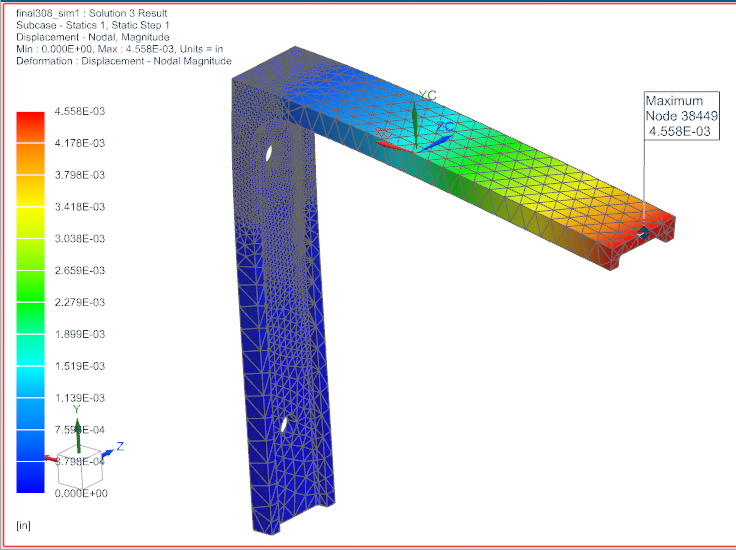 final308_sim1 : Solution 3 Result
Subcase - Statics 1, Static Step 1
Displacement - Nodal, Magnitude
Min : 0.000E+00, Max : 4.558E-03, Units = in
Deformation : Displacement - Nodal Magnitude
4.558E-03
4.178E-03
3.798E-03
3.418E-03
3.038E-03
2.659E-03
2.279E-03
1.899E-03
1.519E-03
1.139E-03
7.596E-04
3.798E-04
0.000E+00
[in]
Y
Z
YC
ZC
XC
Maximum
Node 38449
4.558E-03